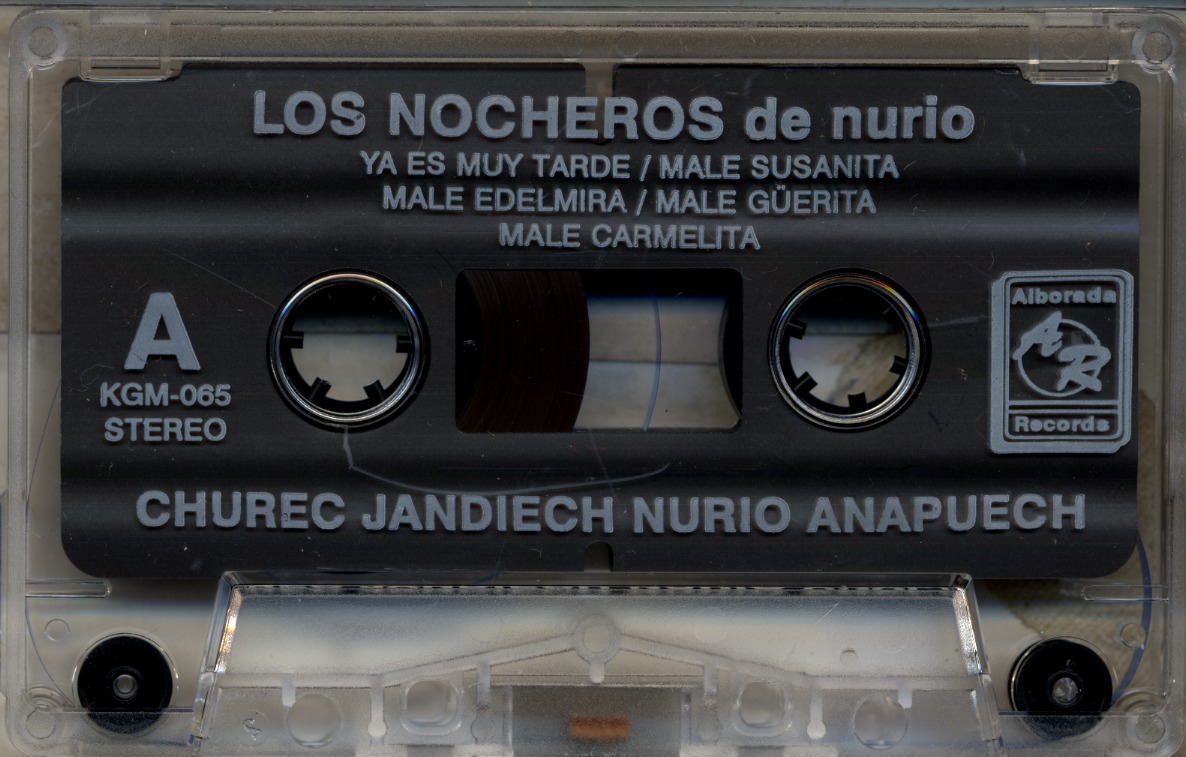 LOS NOCHEROS de nurio
YA ES MUY TARDE / MALE SUSANITA
MALE EDELMIRA / MALE GÜERITA
MALE CARMELITA
A
KGM-065
STEREO
Alborada
AR
Records
CHUREC JANDIECH NURIO ANAPUECH